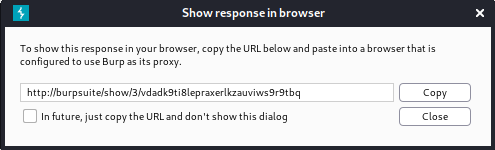 Show response in browser
To show this response in your browser, copy the URL below and paste into a browser that is
configured to use Burp as its proxy.
http://burpsuite/show/3/vdadk9ti8lepraxerlkzauviws9r9tbq
Copy
In future, just copy the URL and don't show this dialog
Close